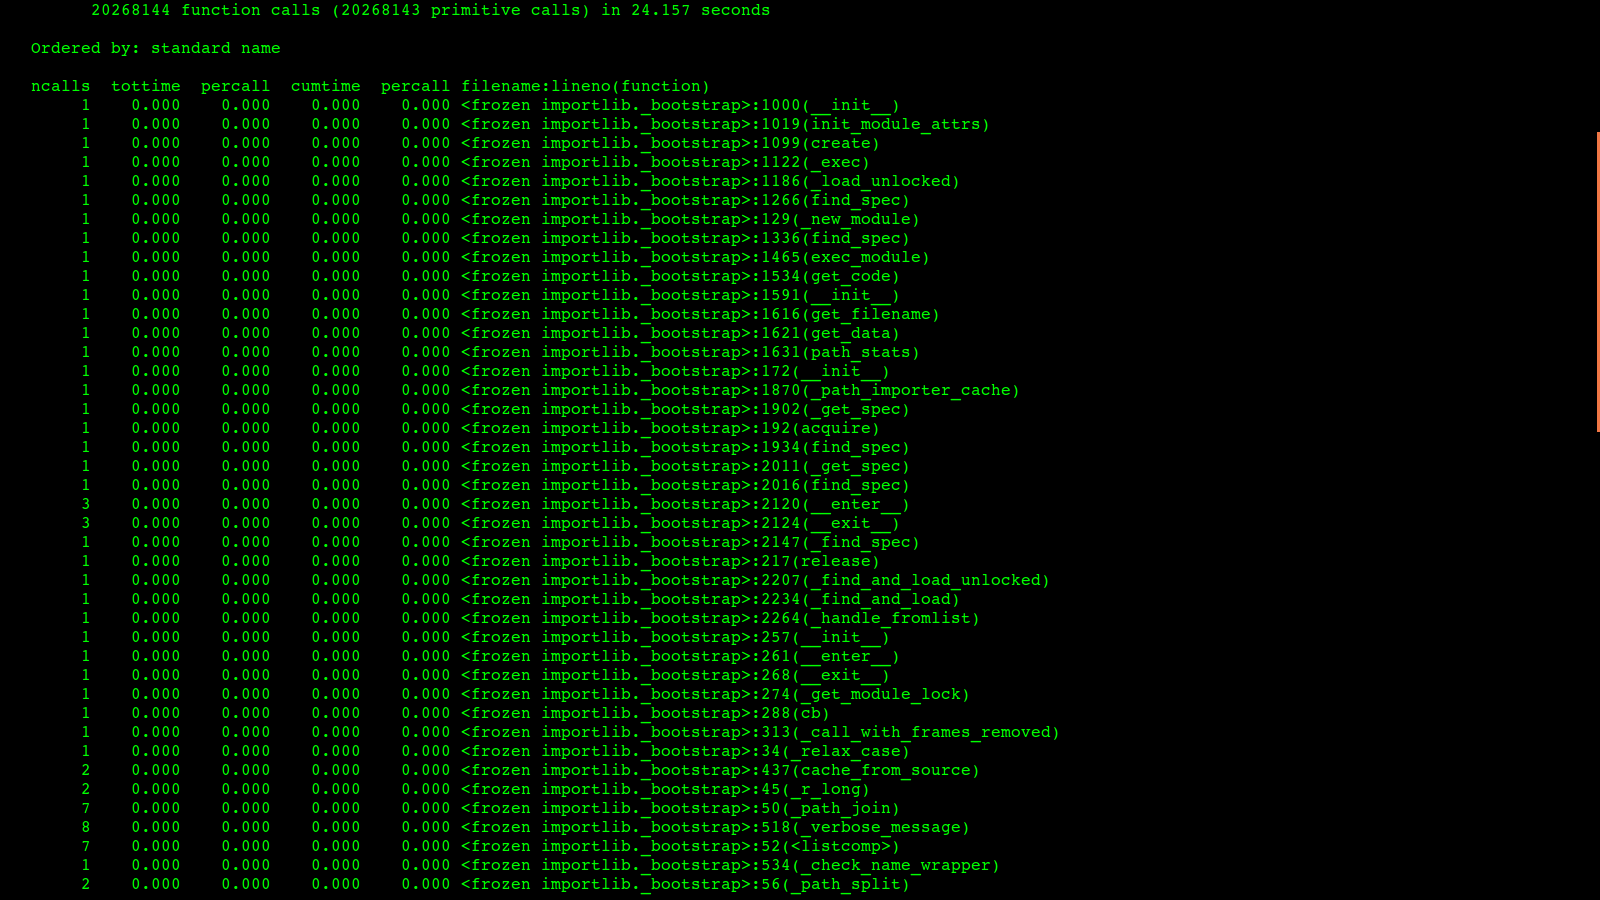 20268144 function calls (20268143 primitive calls) in 24.157 seconds
Ordered by: standard name
ncalls  tottime  percall  cumtime  percall filename:lineno(function)
1    0.000    0.000    0.000    0.000 <frozen importlib._bootstrap>:1000(__init__)
1    0.000    0.000    0.000    0.000 <frozen importlib._bootstrap>:1019(init_module_attrs)
1    0.000    0.000    0.000    0.000 <frozen importlib._bootstrap>:1099(create)
1    0.000    0.000    0.000    0.000 <frozen importlib._bootstrap>:1122(_exec)
1    0.000    0.000    0.000    0.000 <frozen importlib._bootstrap>:1186(_load_unlocked)
1    0.000    0.000    0.000    0.000 <frozen importlib._bootstrap>:1266(find_spec)
1    0.000    0.000    0.000    0.000 <frozen importlib._bootstrap>:129(_new_module)
1    0.000    0.000    0.000    0.000 <frozen importlib._bootstrap>:1336(find_spec)
1    0.000    0.000    0.000    0.000 <frozen importlib._bootstrap>:1465(exec_module)
1    0.000    0.000    0.000    0.000 <frozen importlib._bootstrap>:1534(get_code)
1    0.000    0.000    0.000    0.000 <frozen importlib._bootstrap>:1591(__init__)
1    0.000    0.000    0.000    0.000 <frozen importlib._bootstrap>:1616(get_filename)
1    0.000    0.000    0.000    0.000 <frozen importlib._bootstrap>:1621(get_data)
1    0.000    0.000    0.000    0.000 <frozen importlib._bootstrap>:1631(path_stats)
1    0.000    0.000    0.000    0.000 <frozen importlib._bootstrap>:172(__init__)
1    0.000    0.000    0.000    0.000 <frozen importlib._bootstrap>:1870(_path_importer_cache)
1    0.000    0.000    0.000    0.000 <frozen importlib._bootstrap>:1902(_get_spec)
1    0.000    0.000    0.000    0.000 <frozen importlib._bootstrap>:192(acquire)
1    0.000    0.000    0.000    0.000 <frozen importlib._bootstrap>:1934(find_spec)
1    0.000    0.000    0.000    0.000 <frozen importlib._bootstrap>:2011(_get_spec)
1    0.000    0.000    0.000    0.000 <frozen importlib._bootstrap>:2016(find_spec)
3    0.000    0.000    0.000    0.000 <frozen importlib._bootstrap>:2120(__enter__)
3    0.000    0.000    0.000    0.000 <frozen importlib._bootstrap>:2124(__exit__)
1    0.000    0.000    0.000    0.000 <frozen importlib._bootstrap>:2147(_find_spec)
1    0.000    0.000    0.000    0.000 <frozen importlib._bootstrap>:217(release)
1    0.000    0.000    0.000    0.000 <frozen importlib._bootstrap>:2207(_find_and_load_unlocked)
1    0.000    0.000    0.000    0.000 <frozen importlib._bootstrap>:2234(_find_and_load)
1    0.000    0.000    0.000    0.000 <frozen importlib._bootstrap>:2264(_handle_fromlist)
1    0.000    0.000    0.000    0.000 <frozen importlib._bootstrap>:257(__init__)
1    0.000    0.000    0.000    0.000 <frozen importlib._bootstrap>:261(__enter__)
1    0.000    0.000    0.000    0.000 <frozen importlib._bootstrap>:268(__exit__)
1    0.000    0.000    0.000    0.000 <frozen importlib._bootstrap>:274(_get_module_lock)
1    0.000    0.000    0.000    0.000 <frozen importlib._bootstrap>:288(cb)
1    0.000    0.000    0.000    0.000 <frozen importlib._bootstrap>:313(_call_with_frames_removed)
1    0.000    0.000    0.000    0.000 <frozen importlib._bootstrap>:34(_relax_case)
2    0.000    0.000    0.000    0.000 <frozen importlib._bootstrap>:437(cache_from_source)
2    0.000    0.000    0.000    0.000 <frozen importlib._bootstrap>:45(_r_long)
7    0.000    0.000    0.000    0.000 <frozen importlib._bootstrap>:50(_path_join)
8    0.000    0.000    0.000    0.000 <frozen importlib._bootstrap>:518(_verbose_message)
7    0.000    0.000    0.000    0.000 <frozen importlib._bootstrap>:52(<listcomp>)
1    0.000    0.000    0.000    0.000 <frozen importlib._bootstrap>:534(_check_name_wrapper)
2    0.000    0.000    0.000    0.000 <frozen importlib._bootstrap>:56(_path_split)